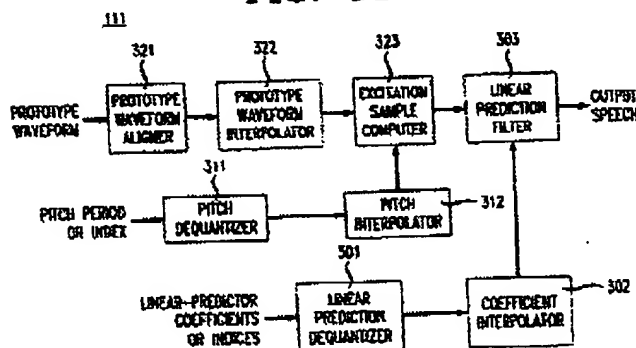 111
321
322
323
303
PROTOTYPE
WAVEFORM
PROTOTYPE
WAVEFORM
ALIGNER
PROTOTYPE
WAVEFORM
INTERPOLATOR
EXCITATION
SAMPLE
COMPUTER
LINEAR
PREDICTION
FILTER
OUTPUT
SPEECH
311
PITCH PERIOD
OR INDEX
PITCH
DEQUANTIZER
PITCH
INTERPOLATOR
312
301
LINEAR-PREDICTOR
COEFFICIENTS
OR INDICES
LINEAR
PREDICTION
DEQUANTIZER
COEFFICIENT
INTERPOLATOR
302